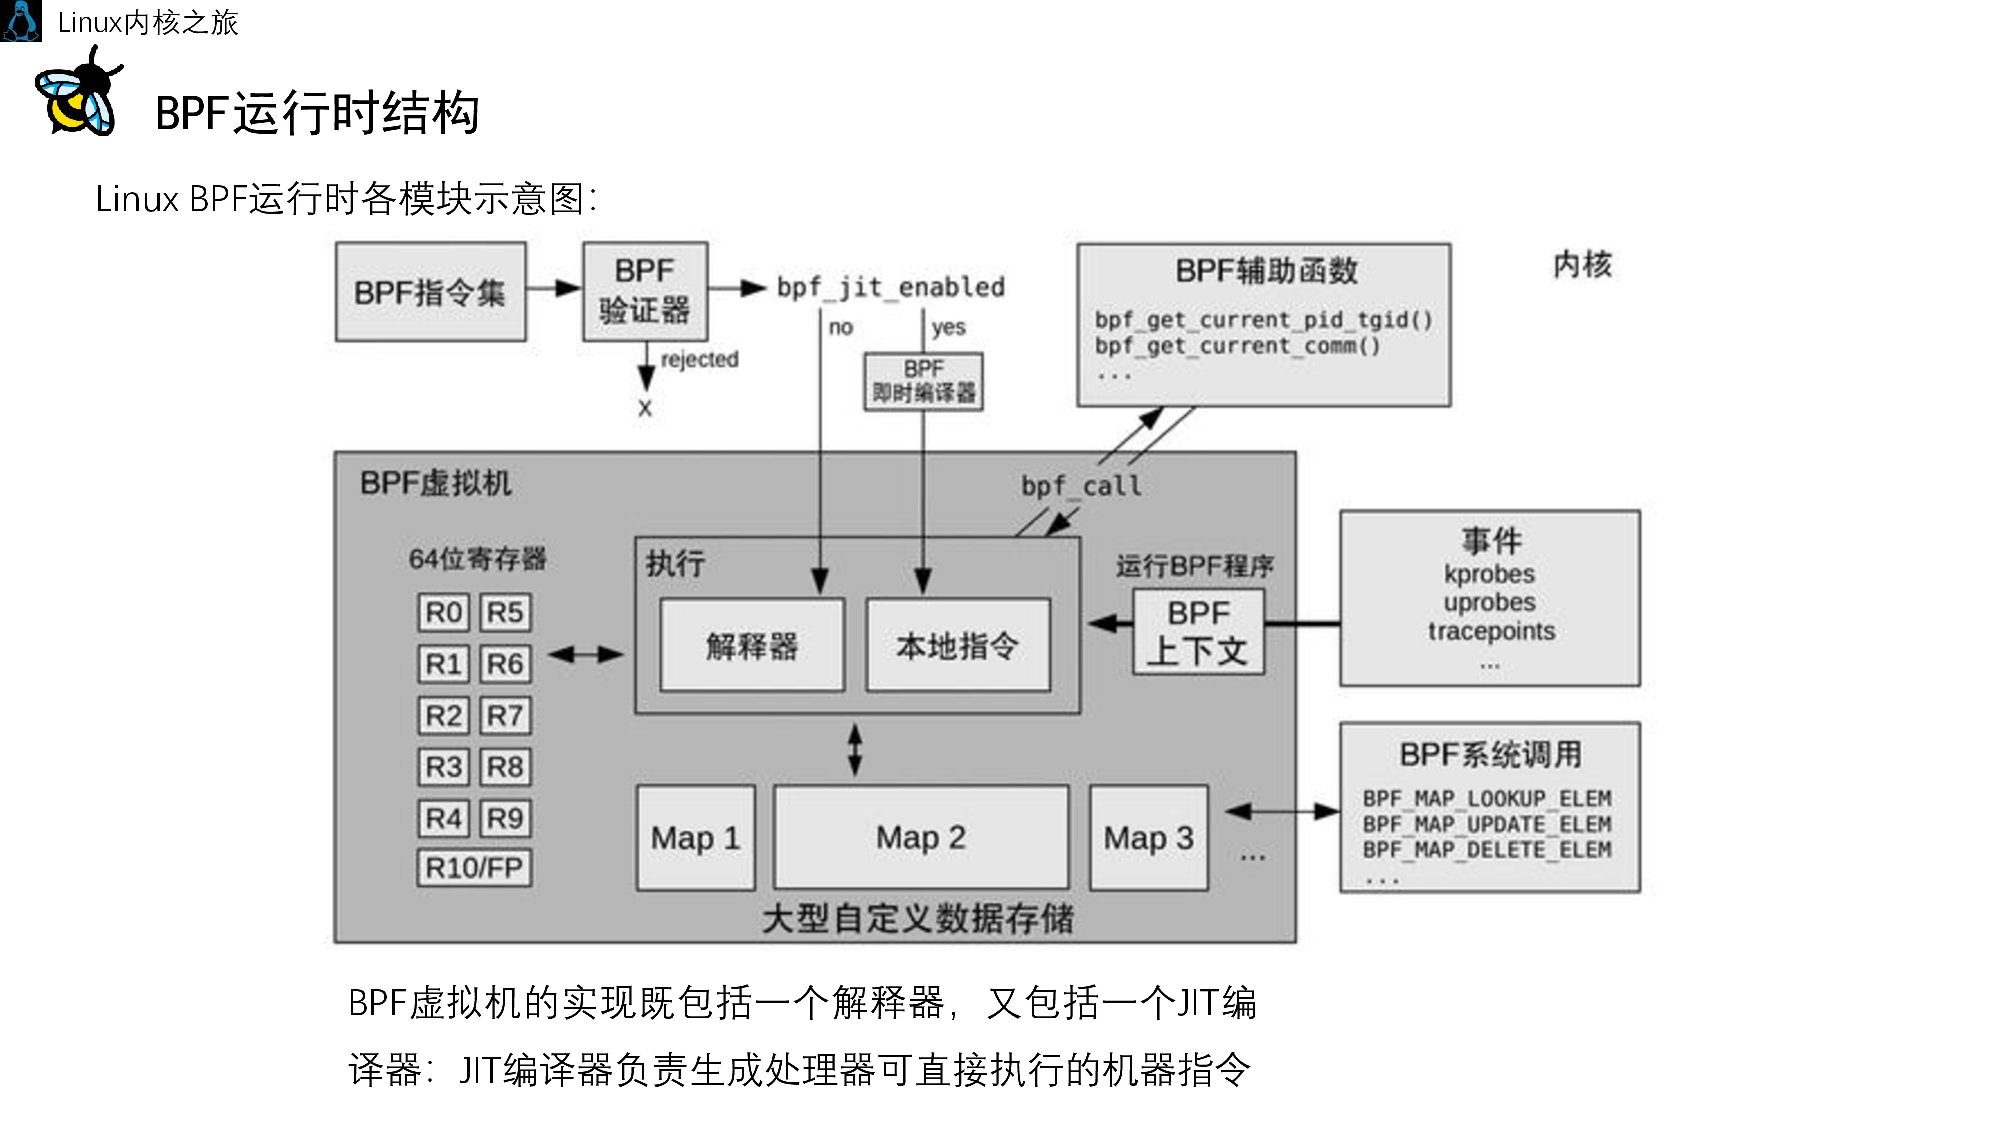 Linux内核之旅
BPF运行时结构
Linux BPF运行时各模块示意图：
BPF指令集
BPF
验证器
rejected
X
bpf_jit_enabled
no
yes
BPF
即时编译器
BPF辅助函数
bpf_get_current_pid_tgid()
bpf_get_current_comm()
...
内核
BPF虚拟机
bpf_call
64位寄存器
R0 R5
R1 R6
R2 R7
R3 R8
R4 R9
R10/FP
执行
解释器
本地指令
运行BPF程序
BPF
上下文
事件
kprobes
uprobes
tracepoints
...
Map 1
Map 2
Map 3
...
大型自定义数据存储
BPF系统调用
BPF_MAP_LOOKUP_ELEM
BPF_MAP_UPDATE_ELEM
BPF_MAP_DELETE_ELEM
...
BPF虚拟机的实现既包括一个解释器，又包括一个JIT编
译器：JIT编译器负责生成处理器可直接执行的机器指令